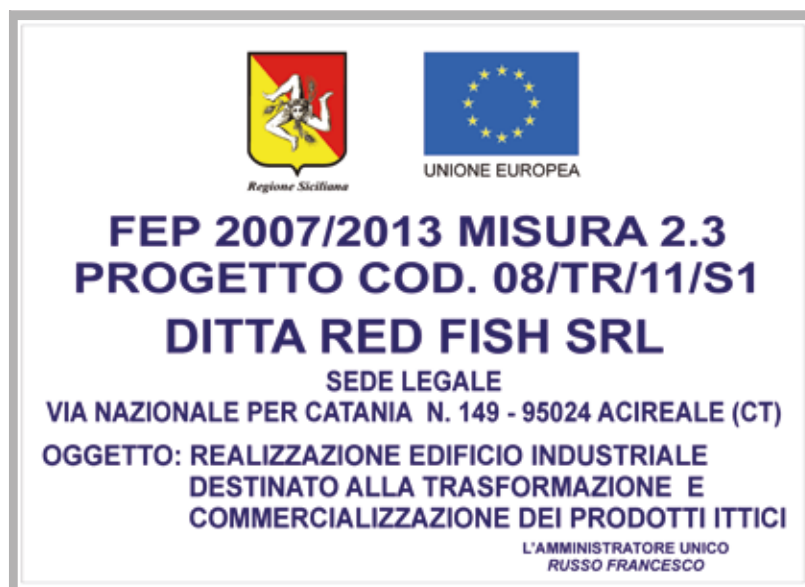 Regione Siciliana
UNIONE EUROPEA
FEP 2007/2013 MISURA 2.3
PROGETTO COD. 08/TR/11/S1
DITTA RED FISH SRL
SEDE LEGALE
VIA NAZIONALE PER CATANIA N. 149 - 95024 ACIREALE (CT)
OGGETTO: REALIZZAZIONE EDIFICIO INDUSTRIALE
DESTINATO ALLA TRASFORMAZIONE E
COMMERCIALIZZAZIONE DEI PRODOTTI ITTICI
L'AMMINISTRATORE UNICO
RUSSO FRANCESCO